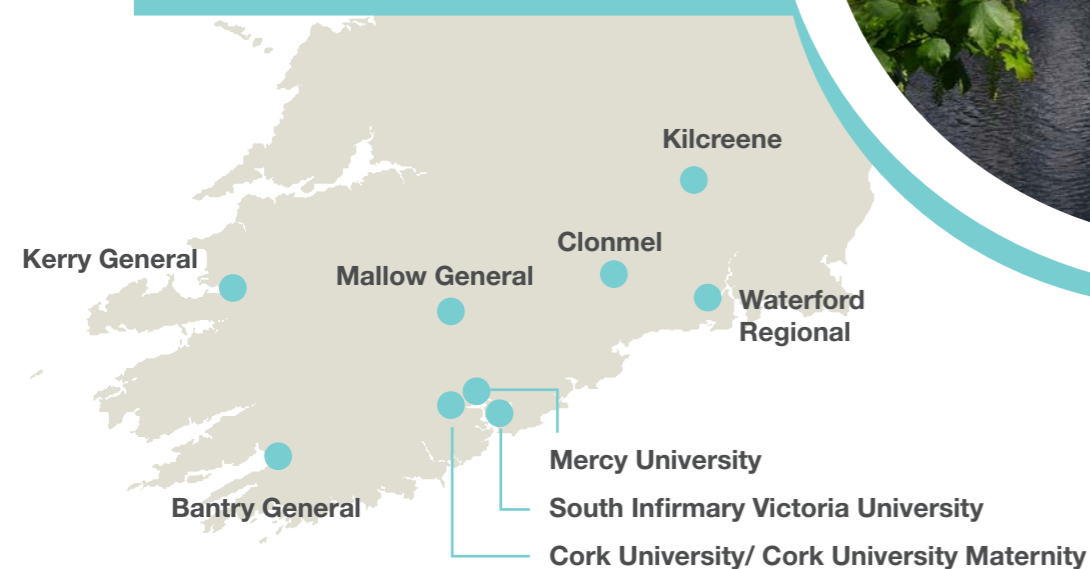 Kilcreene
Clonmel
Kerry General
Mallow General
Waterford
Regional
Mercy University
South Infirmary Victoria University
Bantry General
Cork University/ Cork University Maternity